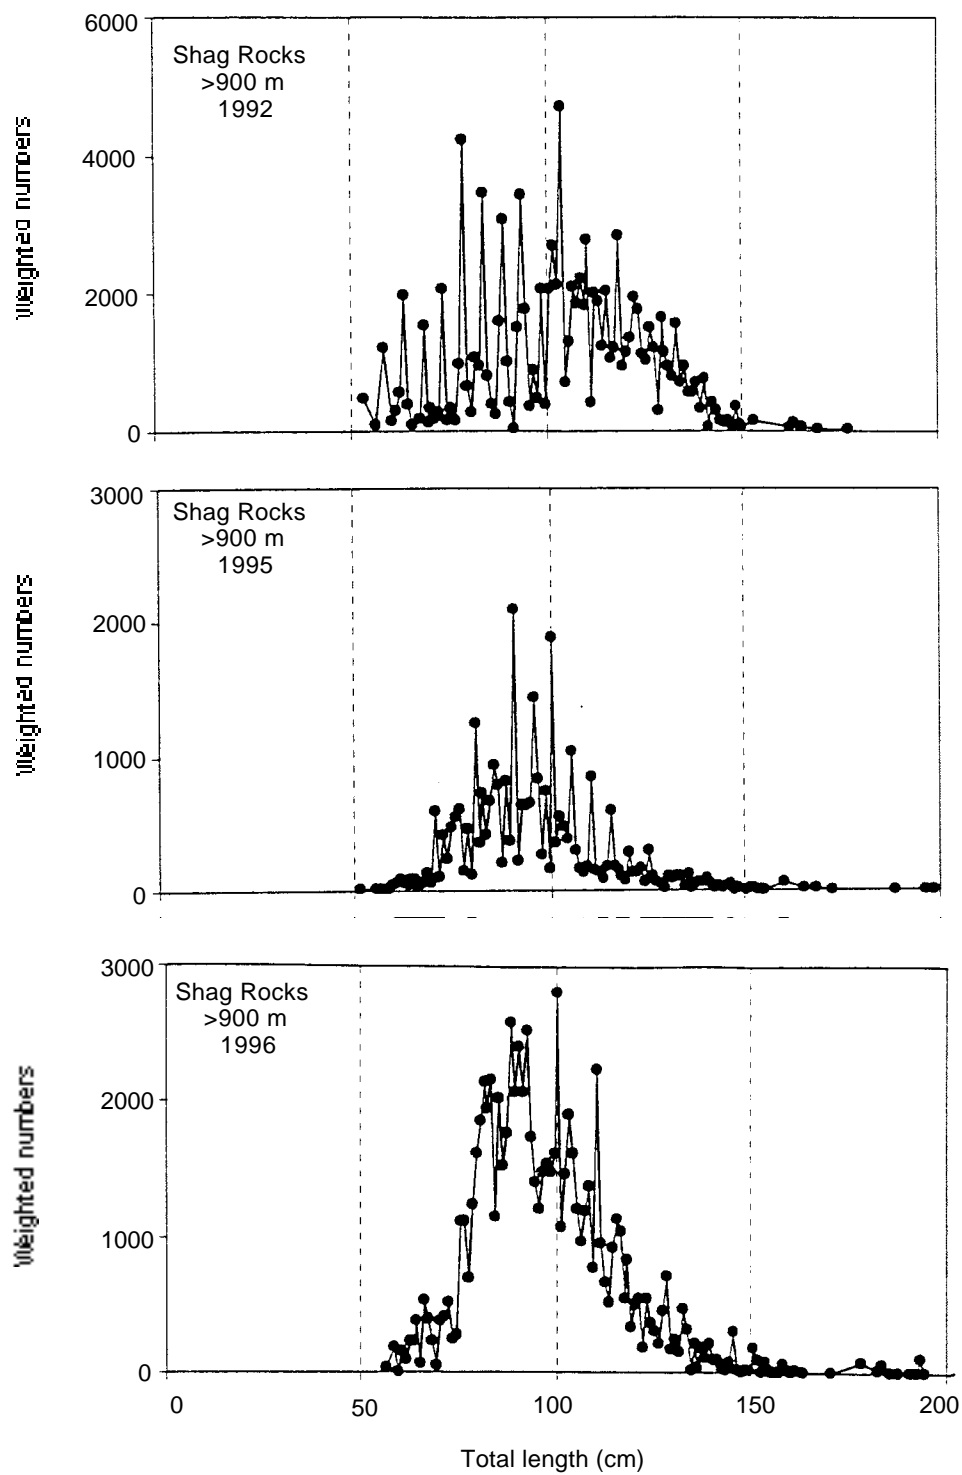 6000
Shag Rocks
>900 m
1992
4000
2000
0
Weighted numbers
3000
Shag Rocks
>900 m
1995
2000
1000
0
Weighted numbers
3000
Shag Rocks
>900 m
1996
2000
1000
0
Weighted numbers
0 50 100 150 200
Total length (cm)